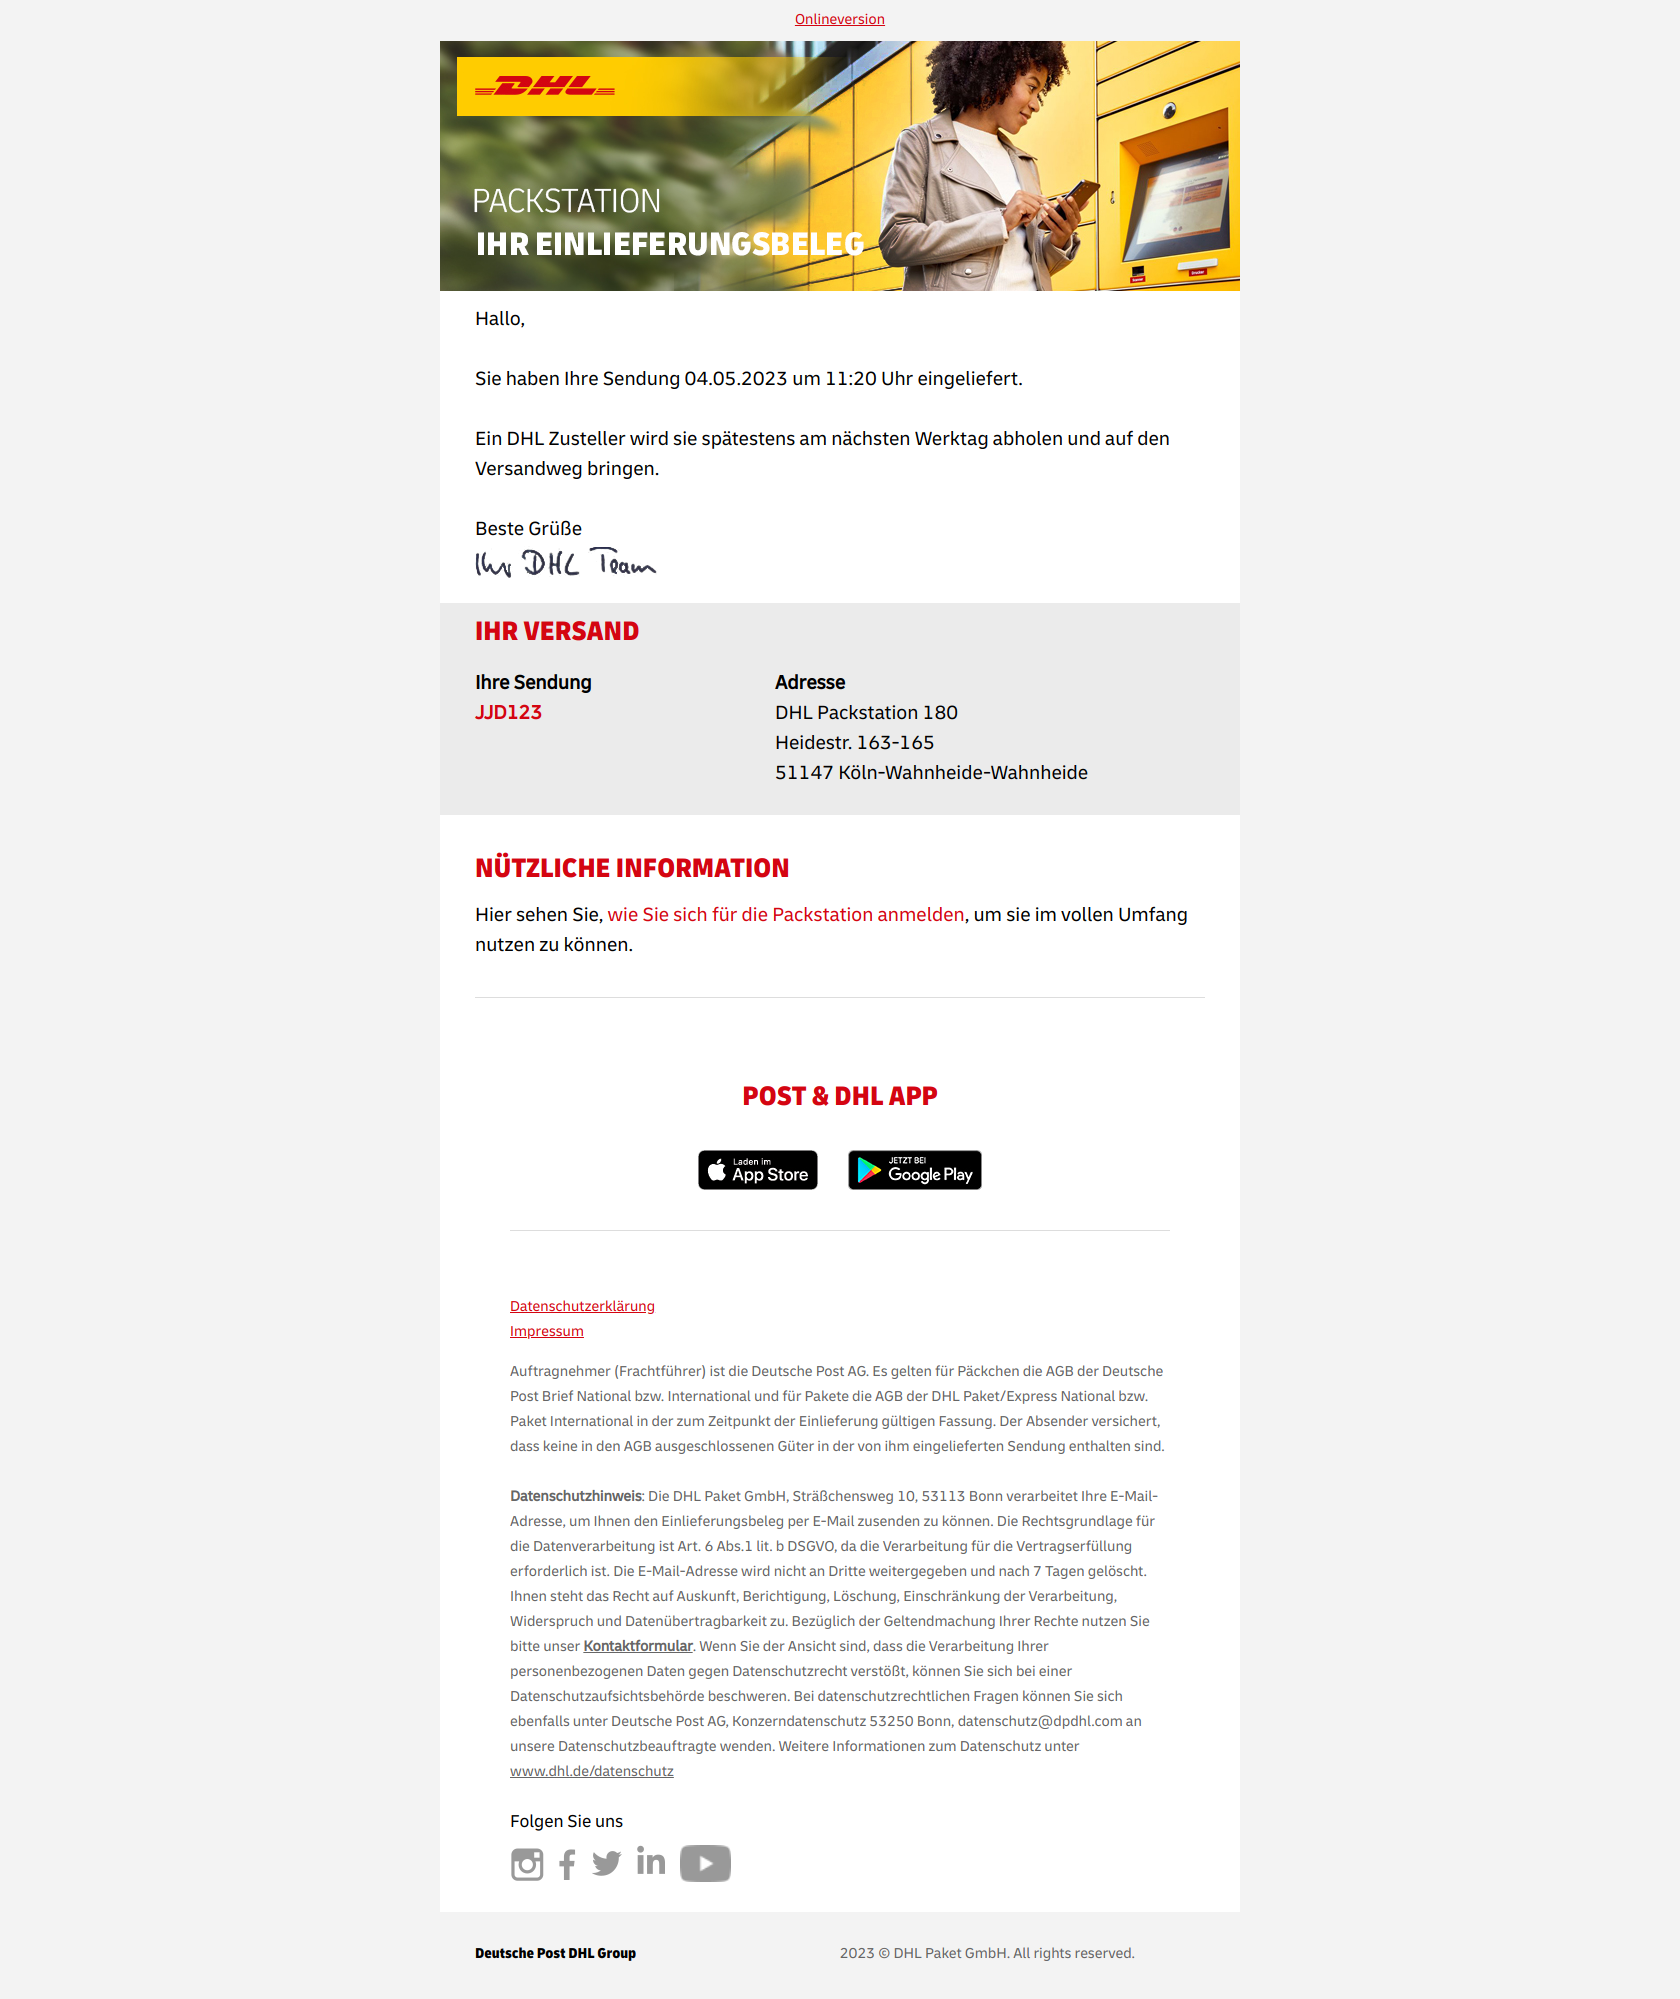 Onlineversion
DHL
PACKSTATION
IHR EINLIEFERUNGSBELEG
Hallo,
Sie haben Ihre Sendung 04.05.2023 um 11:20 Uhr eingeliefert.
Ein DHL Zusteller wird sie spätestens am nächsten Werktag abholen und auf den
Versandweg bringen.
Beste Grüße
Ihr DHL Team
IHR VERSAND
Ihre Sendung
JJD123
Adresse
DHL Packstation 180
Heidestr. 163-165
51147 Köln-Wahnheide-Wahnheide
NÜTZLICHE INFORMATION
Hier sehen Sie, wie Sie sich für die Packstation anmelden, um sie im vollen Umfang
nutzen zu können.
POST & DHL APP
Laden im
App Store
JETZT BEI
Google Play
Datenschutzerklärung
Impressum
Auftragnehmer (Frachtführer) ist die Deutsche Post AG. Es gelten für Päckchen die AGB der Deutsche
Post Brief National bzw. International und für Pakete die AGB der DHL Paket/Express National bzw.
Paket International in der zum Zeitpunkt der Einlieferung gültigen Fassung. Der Absender versichert,
dass keine in den AGB ausgeschlossenen Güter in der von ihm eingelieferten Sendung enthalten sind.
Datenschutzhinweis: Die DHL Paket GmbH, Sträßchensweg 10, 53113 Bonn verarbeitet Ihre E-Mail-
Adresse, um Ihnen den Einlieferungsbeleg per E-Mail zusenden zu können. Die Rechtsgrundlage für
die Datenverarbeitung ist Art. 6 Abs.1 lit. b DSGVO, da die Verarbeitung für die Vertragserfüllung
erforderlich ist. Die E-Mail-Adresse wird nicht an Dritte weitergegeben und nach 7 Tagen gelöscht.
Ihnen steht das Recht auf Auskunft, Berichtigung, Löschung, Einschränkung der Verarbeitung,
Widerspruch und Datenübertragbarkeit zu. Bezüglich der Geltendmachung Ihrer Rechte nutzen Sie
bitte unser Kontaktformular. Wenn Sie der Ansicht sind, dass die Verarbeitung Ihrer
personenbezogenen Daten gegen Datenschutzrecht verstößt, können Sie sich bei einer
Datenschutzaufsichtsbehörde beschweren. Bei datenschutzrechtlichen Fragen können Sie sich
ebenfalls unter Deutsche Post AG, Konzerndatenschutz 53250 Bonn, datenschutz@dpdhl.com an
unsere Datenschutzbeauftragte wenden. Weitere Informationen zum Datenschutz unter
www.dhl.de/datenschutz
Folgen Sie uns
in
Deutsche Post DHL Group
2023 © DHL Paket GmbH. All rights reserved.